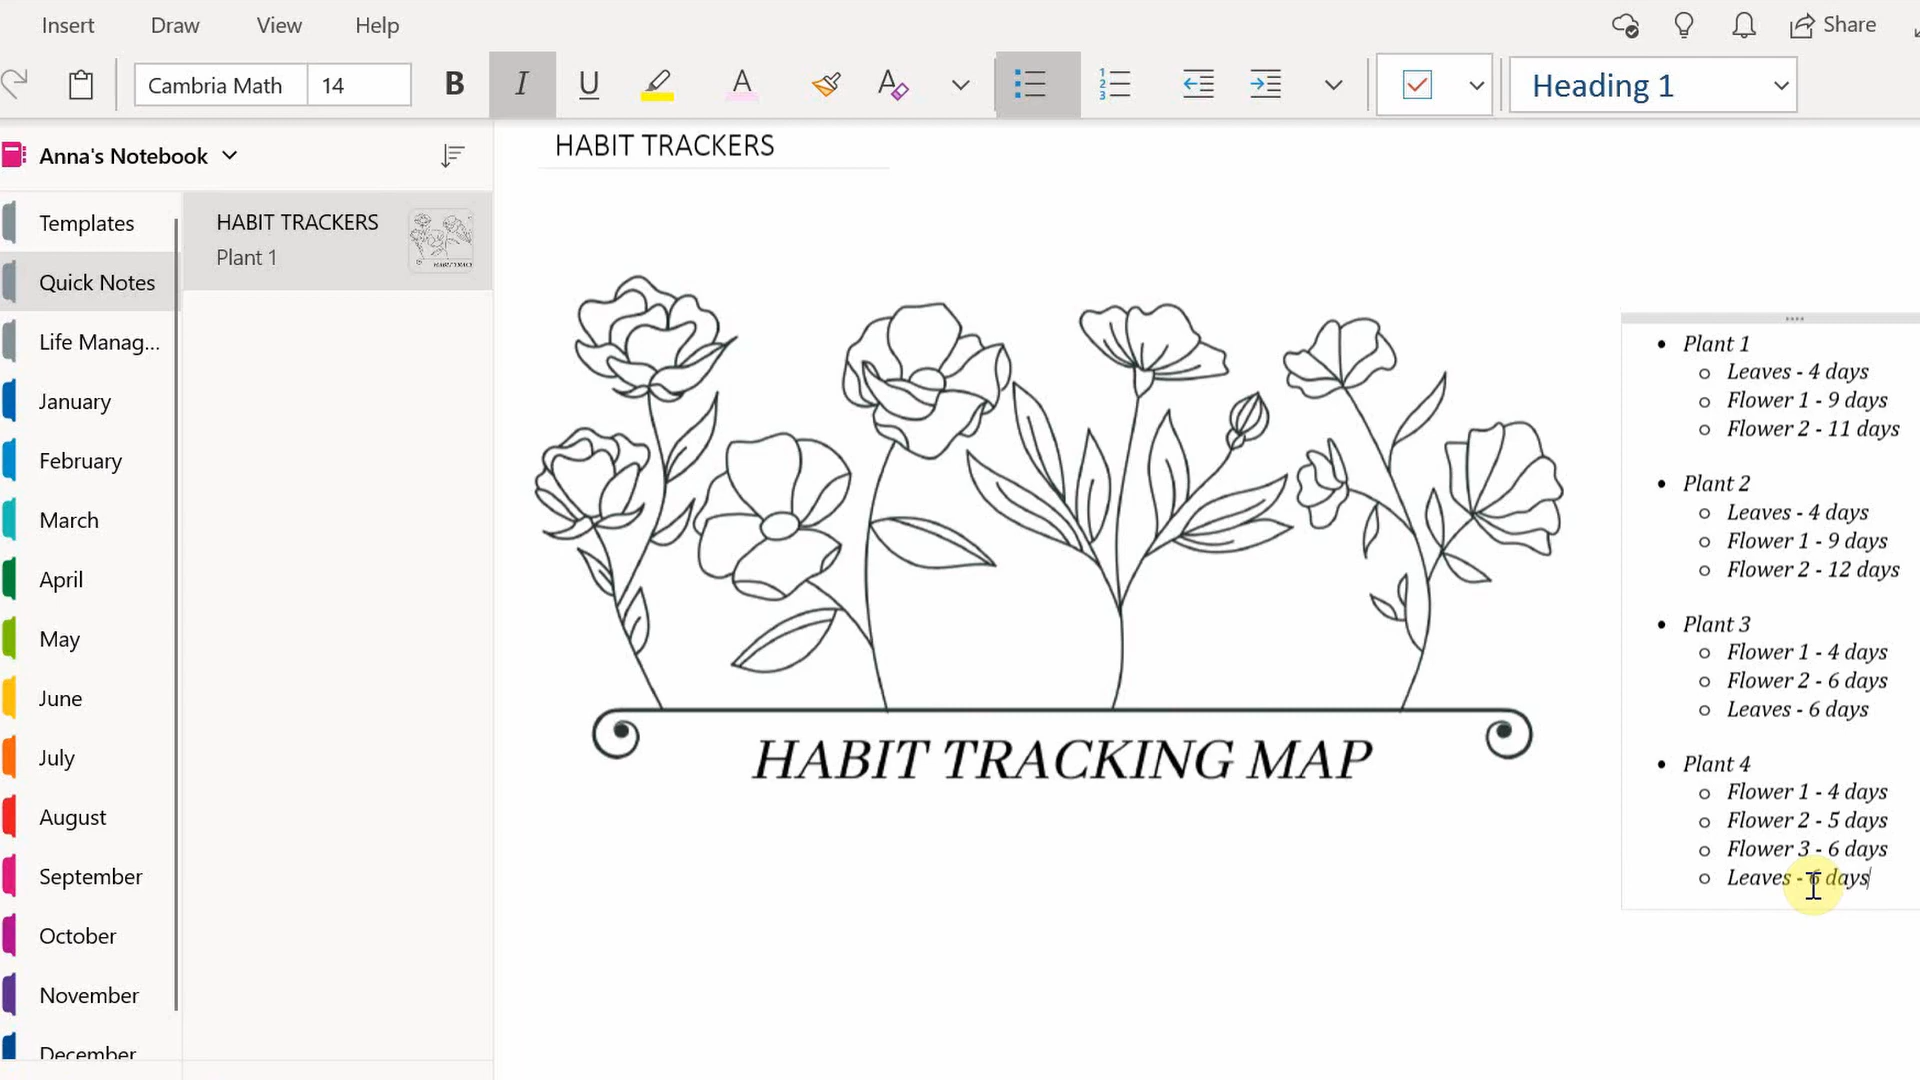 Insert Draw View Help
Share
Cambria Math 14 B I U A A Heading 1
Anna's Notebook
Templates
Quick Notes
Life Manag...
January
February
March
April
May
June
July
August
September
October
November
December
HABIT TRACKERS
Plant 1
HABIT TRACKERS
HABIT TRACKING MAP
• Plant 1
o Leaves - 4 days
o Flower 1 - 9 days
o Flower 2 - 11 days
• Plant 2
o Leaves - 4 days
o Flower 1 - 9 days
o Flower 2 - 12 days
• Plant 3
o Flower 1 - 4 days
o Flower 2 - 6 days
o Leaves - 6 days
• Plant 4
o Flower 1 - 4 days
o Flower 2 - 5 days
o Flower 3 - 6 days
o Leaves - 6 days